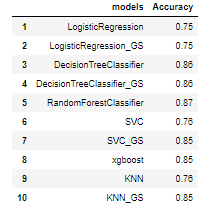 models Accuracy
1 LogisticRegression 0.75
2 LogisticRegression_GS 0.75
3 DecisionTreeClassifier 0.86
4 DecisionTreeClassifier_GS 0.86
5 RandomForestClassifier 0.87
6 SVC 0.76
7 SVC_GS 0.85
8 xgboost 0.85
9 KNN 0.76
10 KNN_GS 0.85